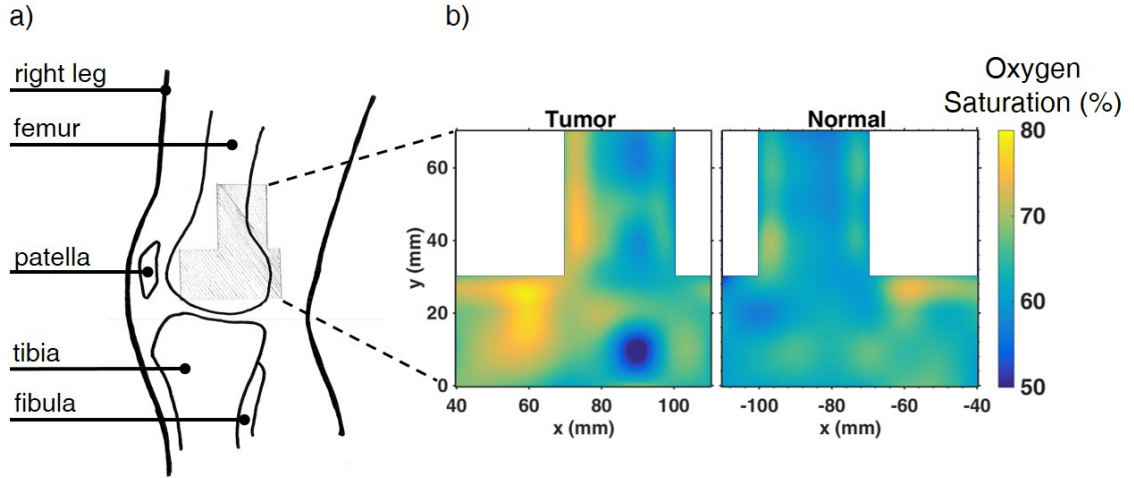 a)
right leg
femur
patella
tibia
fibula
b)
Oxygen
Saturation (%)
Tumor
Normal
60
40
20
0
y (mm)
40 60 80 100
x (mm)
-100 -80 -60 -40
x (mm)
80
70
60
50